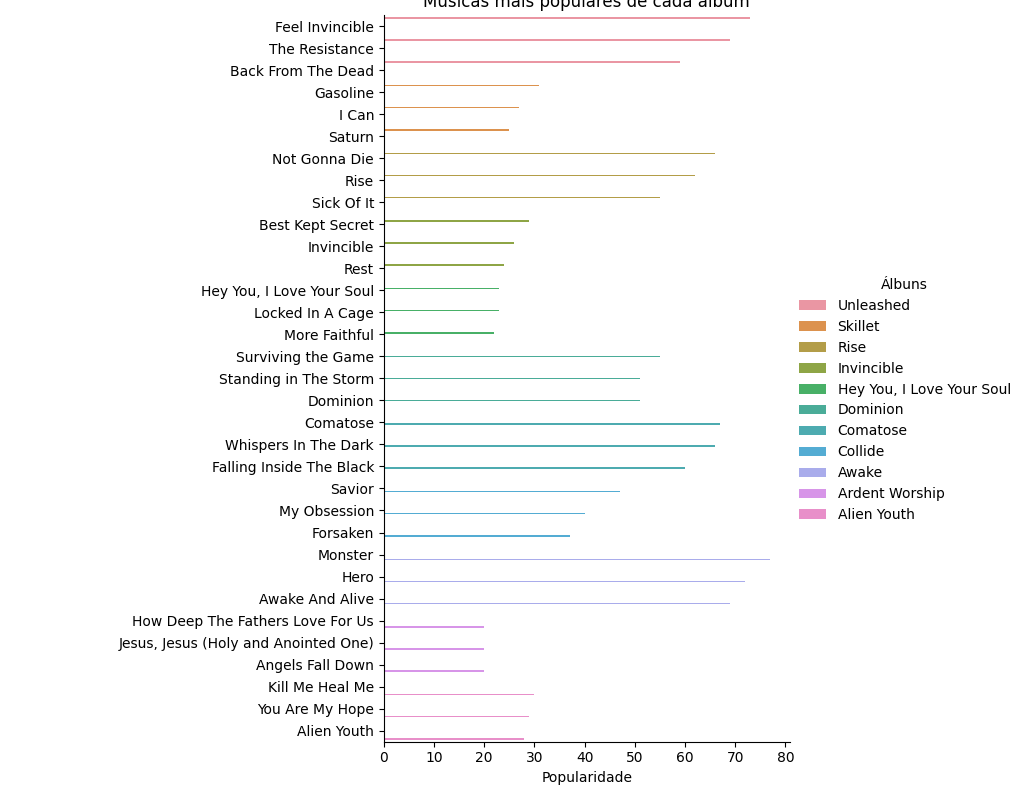 Músicas mais populares de cada álbum
Feel Invincible
The Resistance
Back From The Dead
Gasoline
I Can
Saturn
Not Gonna Die
Rise
Sick Of It
Best Kept Secret
Invincible
Rest
Hey You, I Love Your Soul
Locked In A Cage
More Faithful
Surviving the Game
Standing in The Storm
Dominion
Comatose
Whispers In The Dark
Falling Inside The Black
Savior
My Obsession
Forsaken
Monster
Hero
Awake And Alive
How Deep The Fathers Love For Us
Jesus, Jesus (Holy and Anointed One)
Angels Fall Down
Kill Me Heal Me
You Are My Hope
Alien Youth
0 10 20 30 40 50 60 70 80
Popularidade
Álbuns
Unleashed
Skillet
Rise
Invincible
Hey You, I Love Your Soul
Dominion
Comatose
Collide
Awake
Ardent Worship
Alien Youth